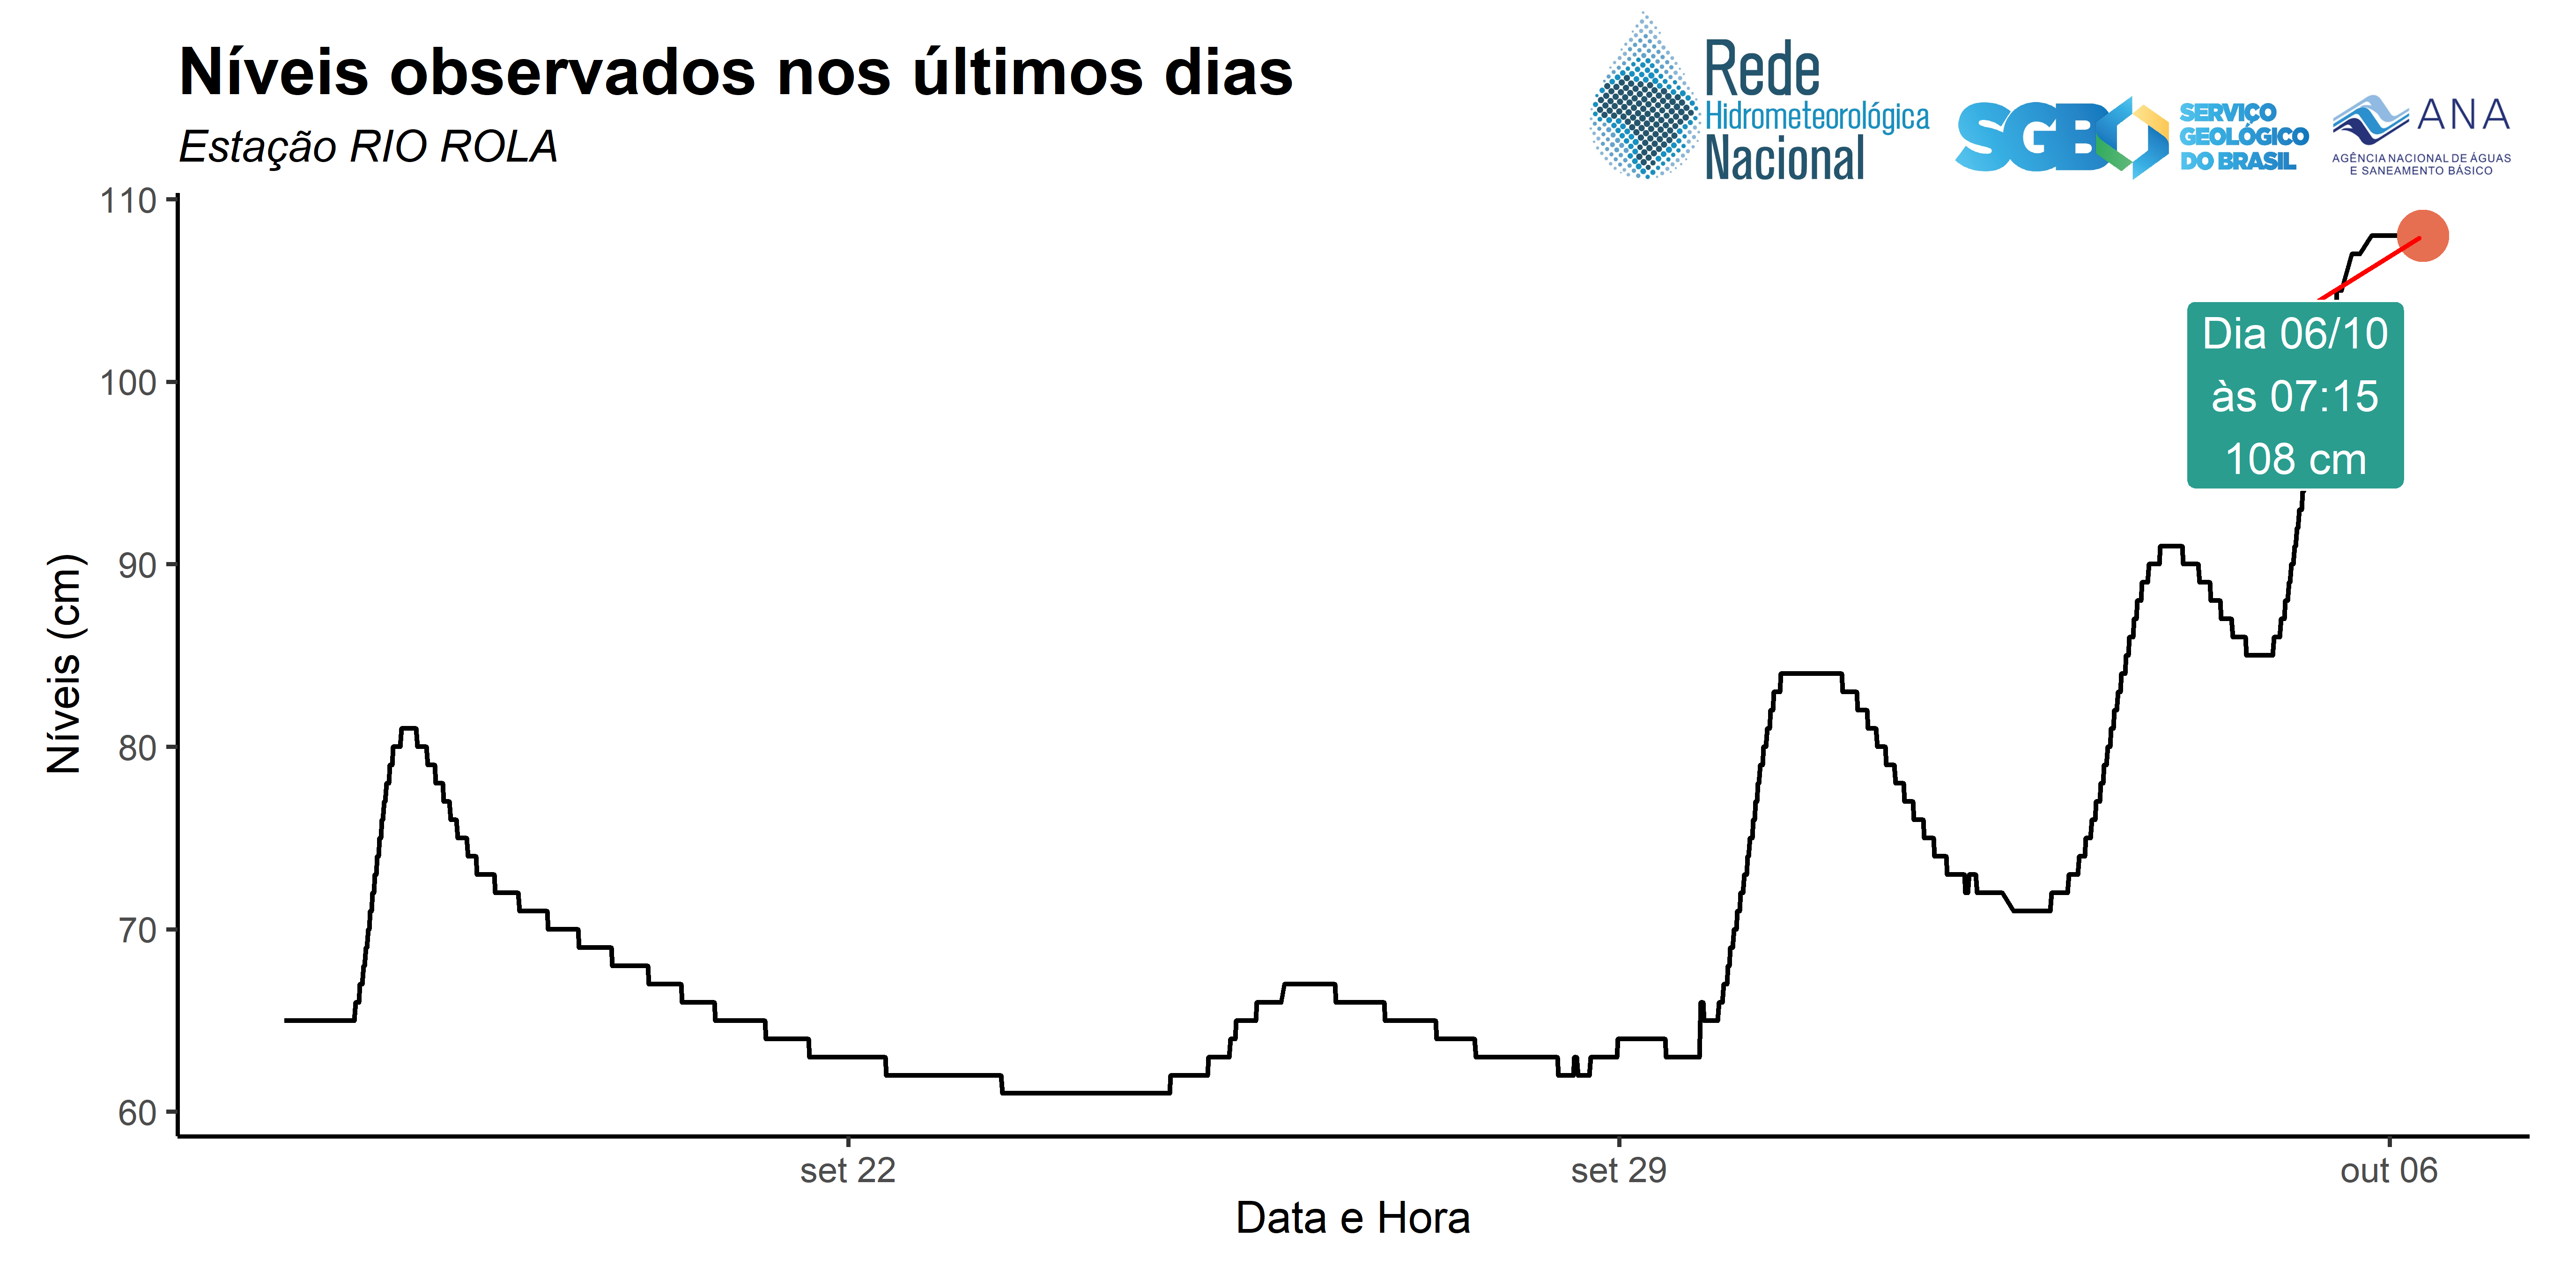 Níveis observados nos últimos dias
Estação RIO ROLA
Rede
Hidrometeorológica
Nacional
SGB
SERVIÇO
GEOLÓGICO
DO BRASIL
ANA
AGÊNCIA NACIONAL DE ÁGUAS
E SANEAMENTO BÁSICO
110
100
90
80
70
60
Níveis (cm)
Dia 06/10
às 07:15
108 cm
set 22
set 29
out 06
Data e Hora